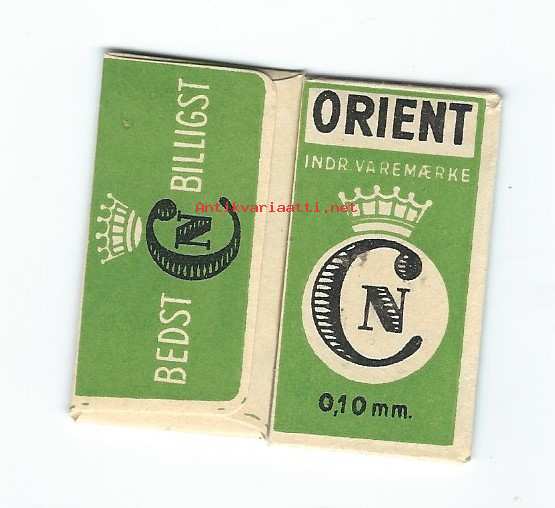 BEDST BILLIGST
CN
Antikvariaatti.net
ORIENT
INDR. VAREMÆRKE
CN
0,10 mm.